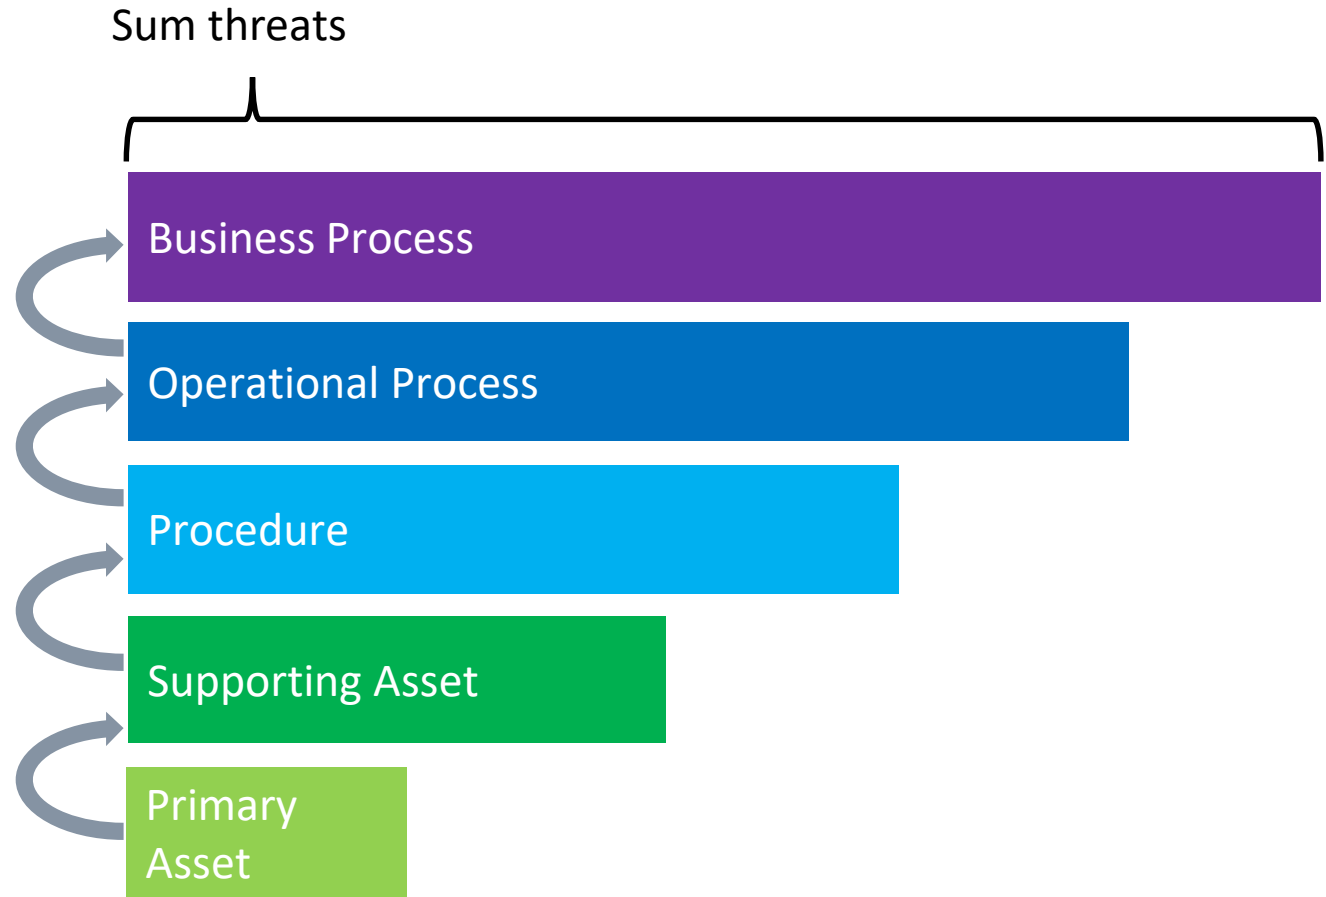 Sum threats
Business Process
Operational Process
Procedure
Supporting Asset
Primary
Asset